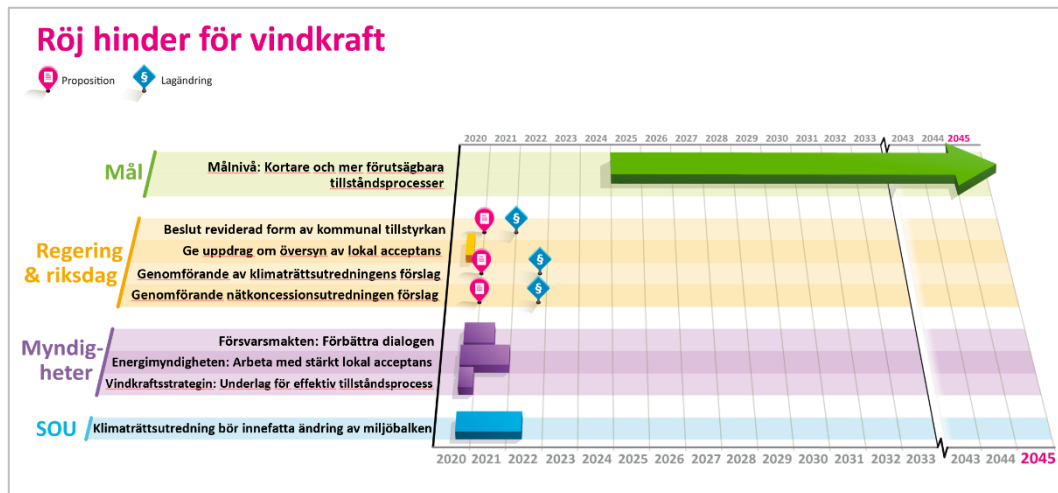 Röj hinder för vindkraft
Proposition
§
Lagändring
2020 2021 2022 2023 2024 2025 2026 2027 2028 2029 2030 2031 2032 2033 2043 2044 2045
Mål
Målnivå: Kortare och mer förutsägbara
tillståndsprocesser
Regering
& riksdag
Beslut reviderad form av kommunal tillstyrkan
§
Ge uppdrag om översyn av lokal acceptans
Genomförande av klimaträttsutredningens förslag
§
Genomförande nätkoncessionsutredningen förslag
§
Myndig-
heter
Försvarsmakten: Förbättra dialogen
Energimyndigheten: Arbeta med stärkt lokal acceptans
Vindkraftsstrategin: Underlag för effektiv tillståndsprocess
SOU
Klimaträttsutredning bör innefatta ändring av miljöbalken
2020 2021 2022 2023 2024 2025 2026 2027 2028 2029 2030 2031 2032 2033 2043 2044 2045